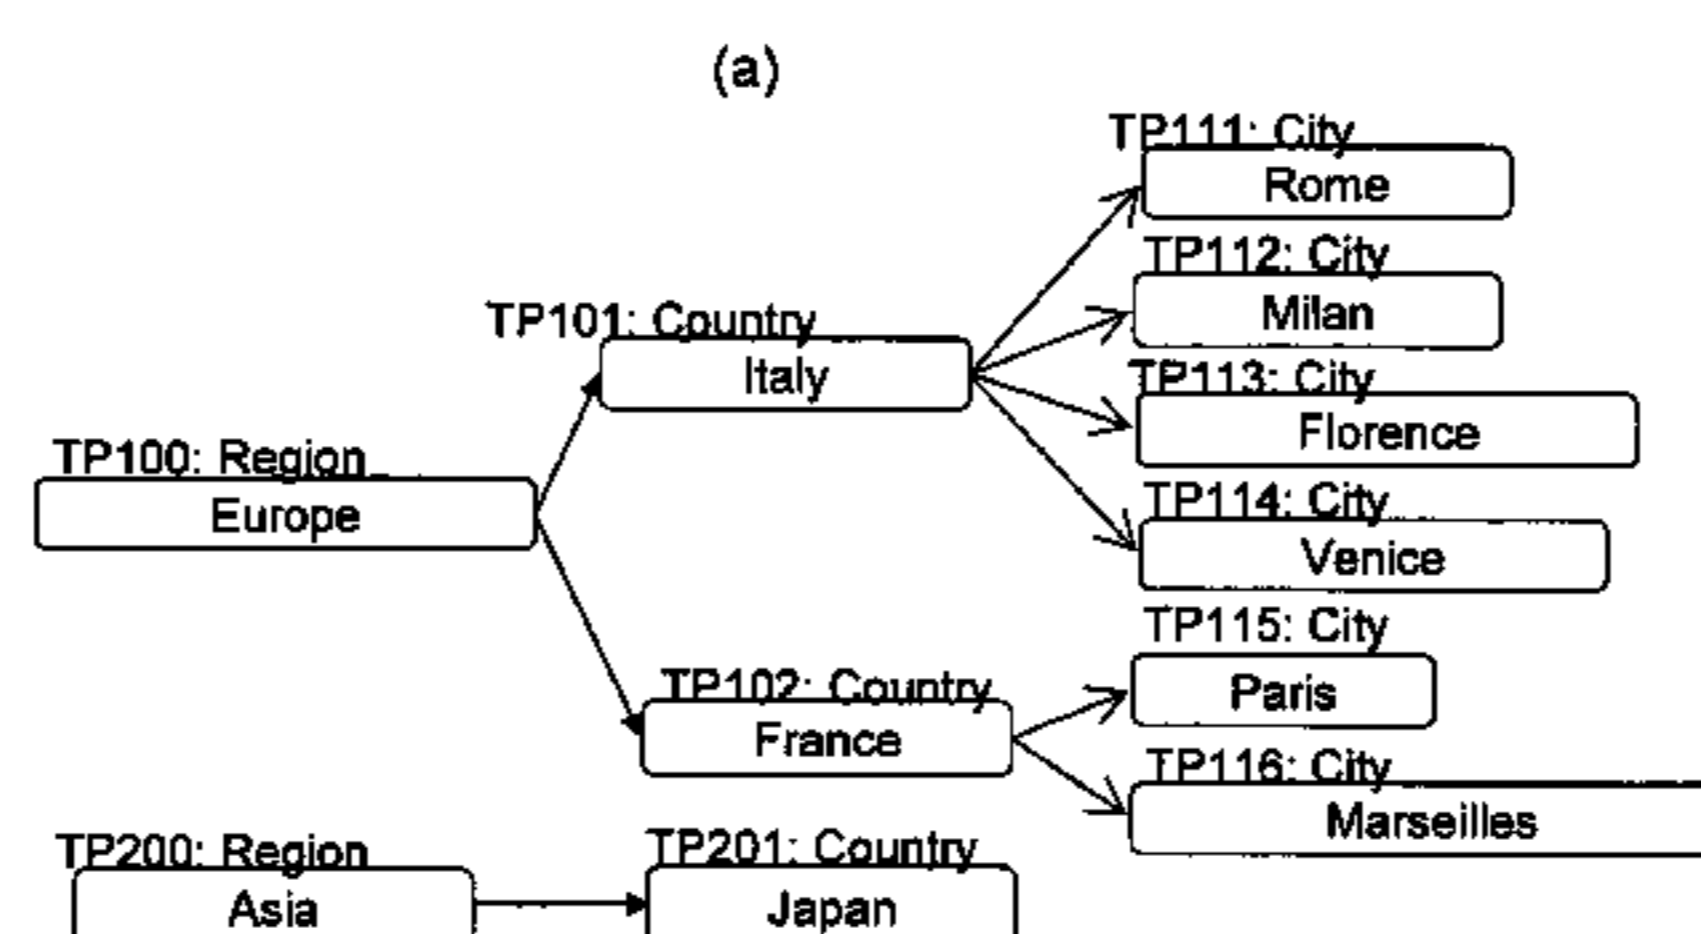 (a)
TP111: City
Rome
TP112: City
Milan
TP101: Country
Italy
TP113: City
Florence
TP100: Region
Europe
TP114: City
Venice
TP115: City
Paris
TP102: Country
France
TP116: City
Marseilles
TP200: Region
Asia
TP201: Country
Japan